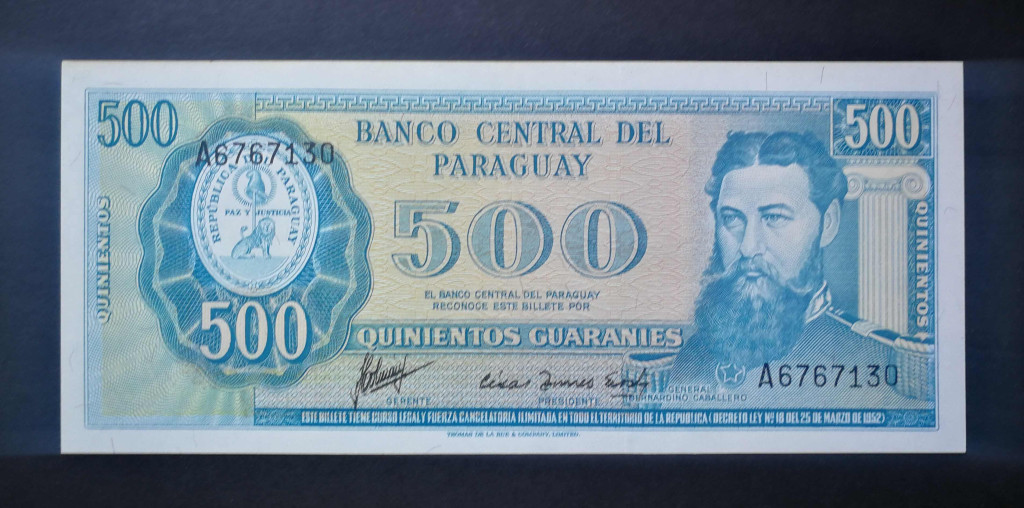 500
500
A6767130
BANCO CENTRAL DEL
PARAGUAY
REPÚBLICA DEL PARAGUAY
PAZ Y JUSTICIA
500
QUINIENTOS
QUINIENTOS
EL BANCO CENTRAL DEL PARAGUAY
RECONOCE ESTE BILLETE POR
500
QUINIENTOS GUARANIES
A6767130
GERENTE
PRESIDENTE
GENERAL
BERNARDINO CABALLERO
ESTE BILLETE TIENE CURSO LEGAL Y FUERZA CANCELATORIA ILIMITADA EN TODO EL TERRITORIO DE LA REPUBLICA (DECRETO LEY Nº 18 DEL 25 DE MARZO DE 1952)
THOMAS DE LA RUE & COMPANY, LIMITED.